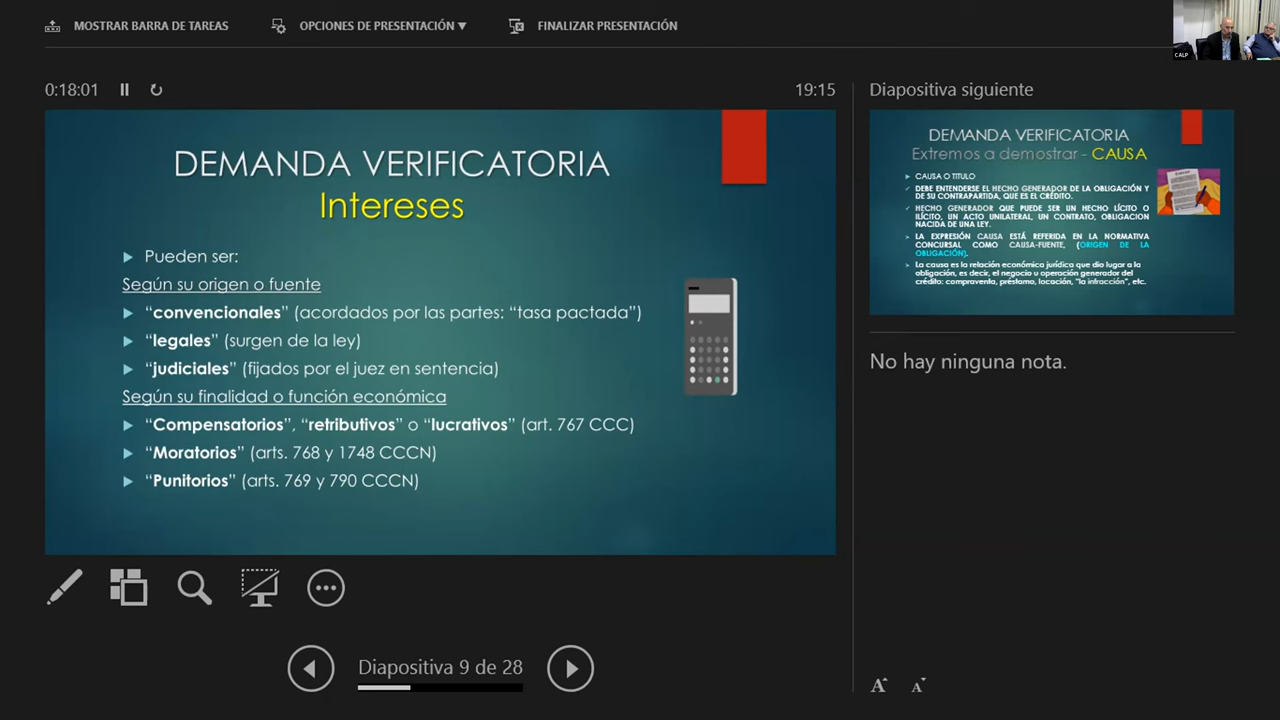 MOSTRAR BARRA DE TAREAS
OPCIONES DE PRESENTACIÓN ▼
FINALIZAR PRESENTACIÓN
CALP
0:18:01
19:15
DEMANDA VERIFICATORIA
Intereses
Pueden ser:
Según su origen o fuente
“convencionales” (acordados por las partes: “tasa pactada”)
“legales” (surgen de la ley)
“judiciales” (fijados por el juez en sentencia)
Según su finalidad o función económica
“Compensatorios”, “retributivos” o “lucrativos” (art. 767 CCC)
“Moratorios” (arts. 768 y 1748 CCCN)
“Punitorios” (arts. 769 y 790 CCCN)
Diapositiva 9 de 28
Diapositiva siguiente
DEMANDA VERIFICATORIA
Extremos a demostrar - CAUSA
CAUSA O TITULO
DEBE ENTENDERSE EL HECHO GENERADOR DE LA OBLIGACIÓN Y
DE SU CONTRAPARTIDA, QUE ES EL CRÉDITO.
HECHO GENERADOR QUE PUEDE SER UN HECHO LÍCITO O
ILÍCITO, UN ACTO UNILATERAL, UN CONTRATO, OBLIGACION
NACIDA DE UNA LEY.
LA EXPRESIÓN CAUSA ESTÁ REFERIDA EN LA NORMATIVA
CONCURSAL COMO CAUSA-FUENTE, (ORIGEN DE LA
OBLIGACIÓN).
La causa es la relación económica jurídica que dio lugar a la
obligación, es decir, el negocio u operación generador del
crédito: compraventa, préstamo, locación, “la infracción”, etc.
No hay ninguna nota.
A A